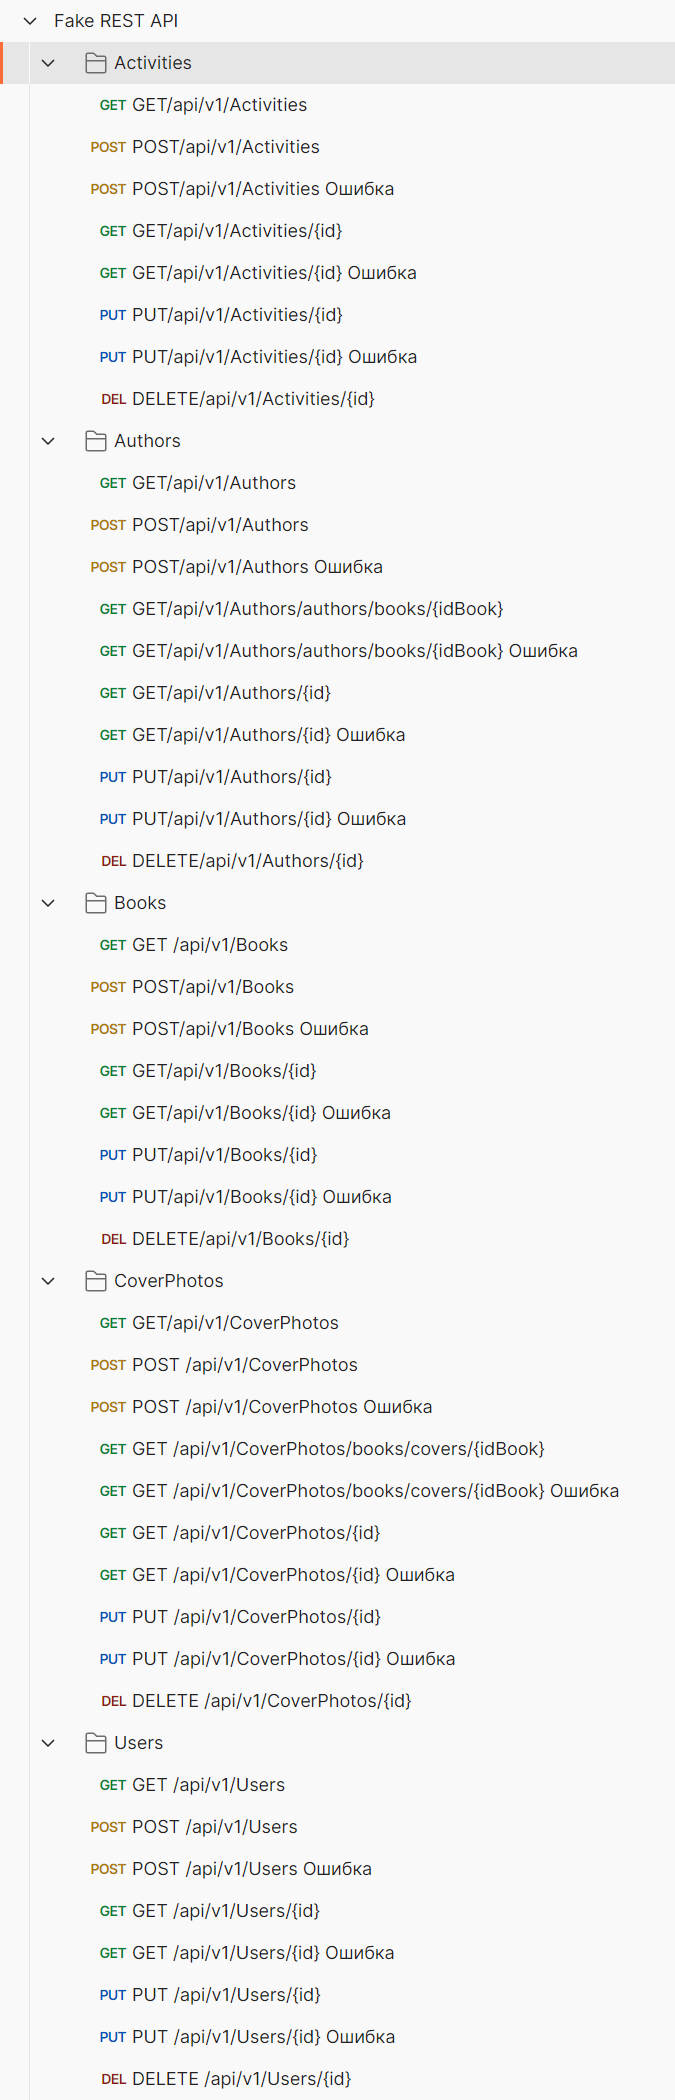 Fake REST API
Activities
GET GET/api/v1/Activities
POST POST/api/v1/Activities
POST POST/api/v1/Activities Ошибка
GET GET/api/v1/Activities/{id}
GET GET/api/v1/Activities/{id} Ошибка
PUT PUT/api/v1/Activities/{id}
PUT PUT/api/v1/Activities/{id} Ошибка
DEL DELETE/api/v1/Activities/{id}
Authors
GET GET/api/v1/Authors
POST POST/api/v1/Authors
POST POST/api/v1/Authors Ошибка
GET GET/api/v1/Authors/authors/books/{idBook}
GET GET/api/v1/Authors/authors/books/{idBook} Ошибка
GET GET/api/v1/Authors/{id}
GET GET/api/v1/Authors/{id} Ошибка
PUT PUT/api/v1/Authors/{id}
PUT PUT/api/v1/Authors/{id} Ошибка
DEL DELETE/api/v1/Authors/{id}
Books
GET GET /api/v1/Books
POST POST/api/v1/Books
POST POST/api/v1/Books Ошибка
GET GET/api/v1/Books/{id}
GET GET/api/v1/Books/{id} Ошибка
PUT PUT/api/v1/Books/{id}
PUT PUT/api/v1/Books/{id} Ошибка
DEL DELETE/api/v1/Books/{id}
CoverPhotos
GET GET/api/v1/CoverPhotos
POST POST /api/v1/CoverPhotos
POST POST /api/v1/CoverPhotos Ошибка
GET GET /api/v1/CoverPhotos/books/covers/{idBook}
GET GET /api/v1/CoverPhotos/books/covers/{idBook} Ошибка
GET GET /api/v1/CoverPhotos/{id}
GET GET /api/v1/CoverPhotos/{id} Ошибка
PUT PUT /api/v1/CoverPhotos/{id}
PUT PUT /api/v1/CoverPhotos/{id} Ошибка
DEL DELETE /api/v1/CoverPhotos/{id}
Users
GET GET /api/v1/Users
POST POST /api/v1/Users
POST POST /api/v1/Users Ошибка
GET GET /api/v1/Users/{id}
GET GET /api/v1/Users/{id} Ошибка
PUT PUT /api/v1/Users/{id}
PUT PUT /api/v1/Users/{id} Ошибка
DEL DELETE /api/v1/Users/{id}